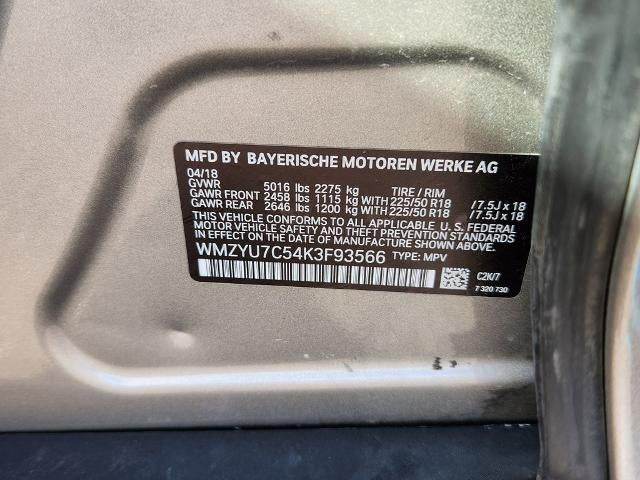 MFD BY BAYERISCHE MOTOREN WERKE AG
04/18
GVWR 5016 lbs 2275 kg TIRE / RIM
GAWR FRONT 2458 lbs 1115 kg WITH 225/50 R18 /7.5J x 18
GAWR REAR 2646 lbs 1200 kg WITH 225/50 R18 /7.5J x 18
THIS VEHICLE CONFORMS TO ALL APPLICABLE U. S. FEDERAL
MOTOR VEHICLE SAFETY, BUMPER, AND THEFT PREVENTION
STANDARDS IN EFFECT ON THE DATE OF MANUFACTURE SHOWN ABOVE.
WMZYU7C54K3F93566 TYPE: MPV
C2K/7
7 320 730